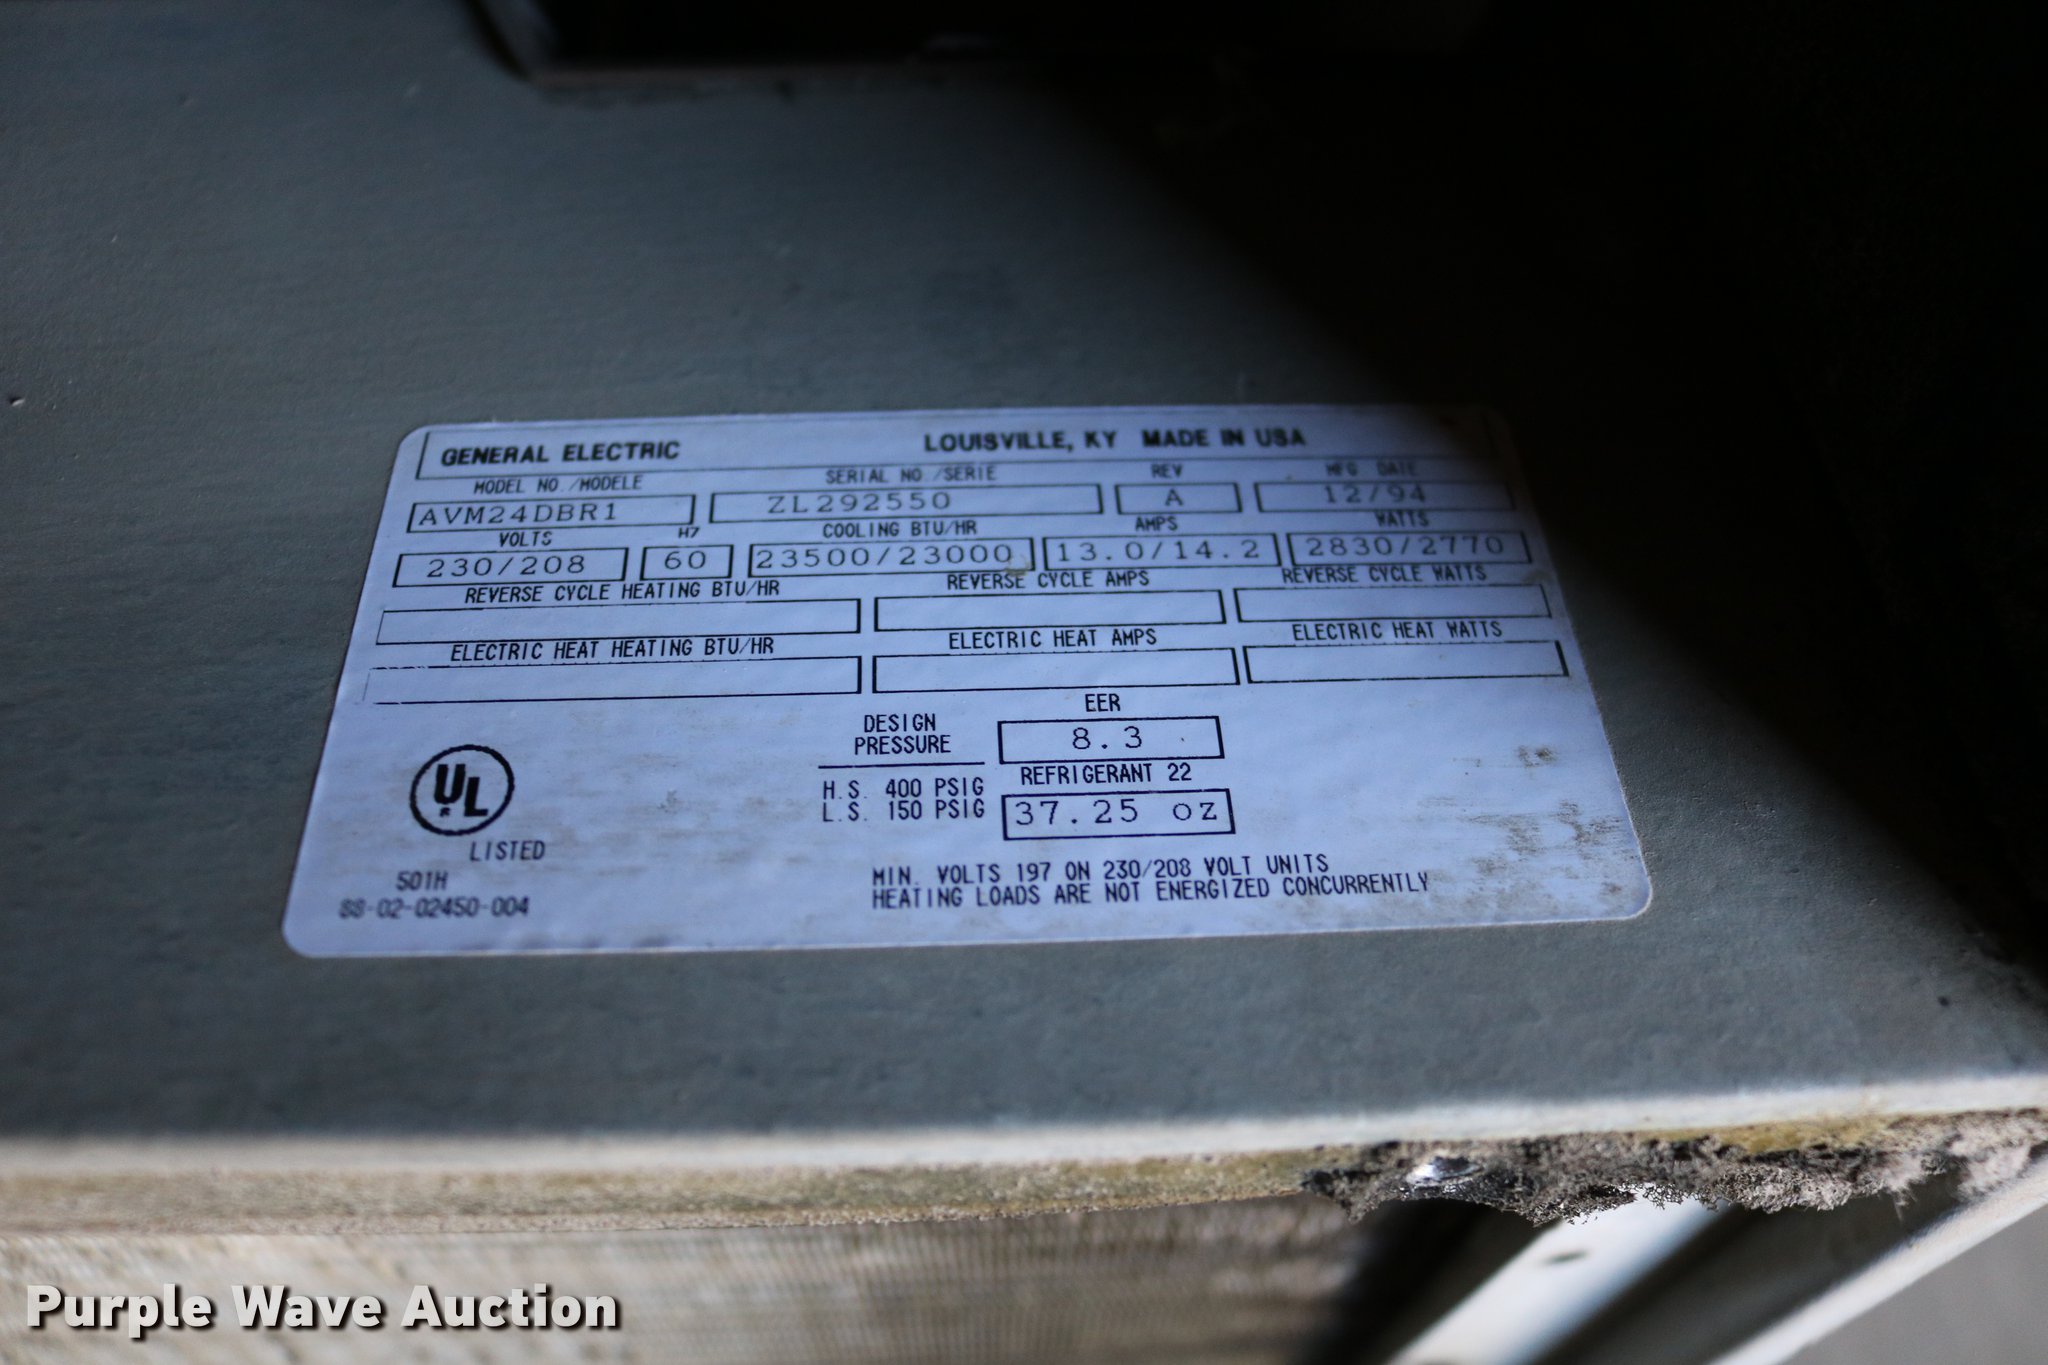 GENERAL ELECTRIC LOUISVILLE, KY MADE IN USA
MODEL NO./MODELE SERIAL NO./SERIE REV MFG DATE
AVM24DBR1 ZL292550 A 12/94
VOLTS HZ COOLING BTU/HR AMPS WATTS
230/208 60 23500/23000 13.0/14.2 2830/2770
REVERSE CYCLE HEATING BTU/HR REVERSE CYCLE AMPS REVERSE CYCLE WATTS
ELECTRIC HEAT HEATING BTU/HR ELECTRIC HEAT AMPS ELECTRIC HEAT WATTS
EER
DESIGN PRESSURE
8.3
REFRIGERANT 22
H.S. 400 PSIG
L.S. 150 PSIG
37.25 oz
UL
R
LISTED
501H
88-02-02450-004
MIN. VOLTS 197 ON 230/208 VOLT UNITS
HEATING LOADS ARE NOT ENERGIZED CONCURRENTLY
Purple Wave Auction